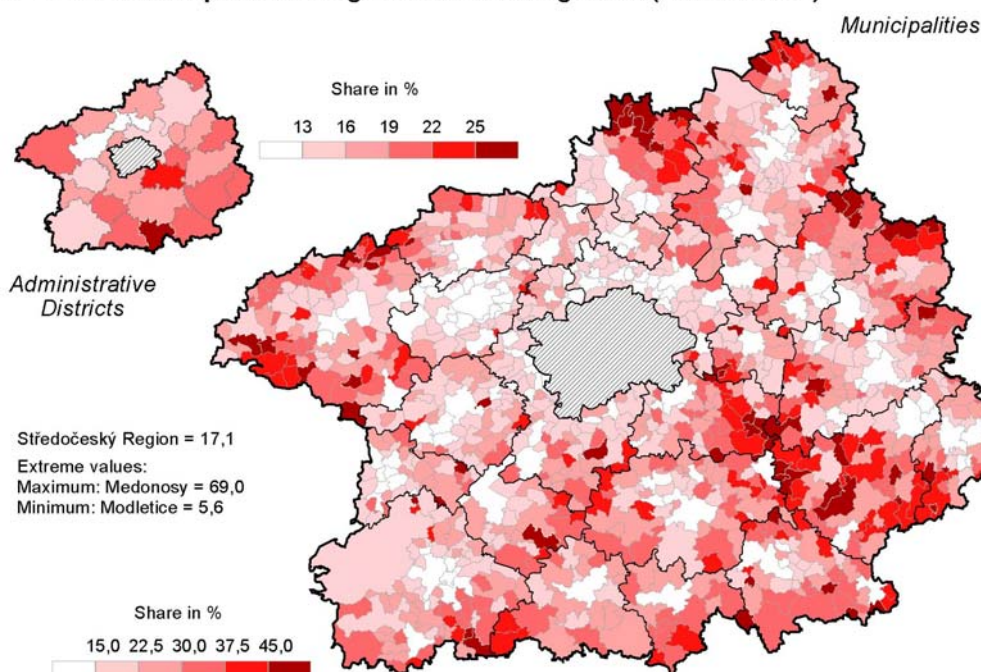 Municipalities
Share in %
13 16 19 22 25
Administrative
Districts
Středočeský Region = 17,1
Extreme values:
Maximum: Medonosy = 69,0
Minimum: Modletice = 5,6
Share in %
15,0 22,5 30,0 37,5 45,0